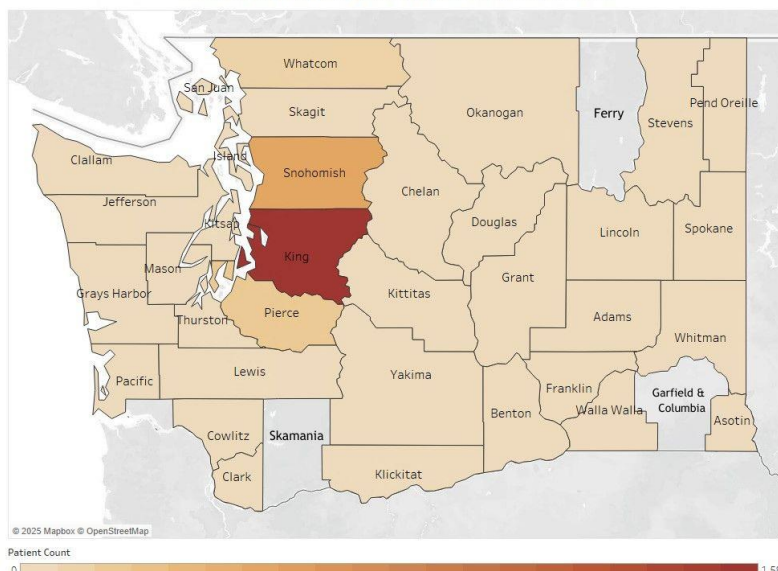 Whatcom
San Juan
Skagit
Okanogan
Ferry
Stevens
Pend Oreille
Island
Clallam
Snohomish
Chelan
Jefferson
Douglas
Kitsap
Lincoln
Spokane
King
Mason
Grant
Grays Harbor
Kittitas
Pierce
Adams
Thurston
Whitman
Pacific
Lewis
Yakima
Franklin
Garfield &
Columbia
Benton
Walla Walla
Asotin
Cowlitz
Skamania
Clark
Klickitat
© 2025 Mapbox © OpenStreetMap
Patient Count
0